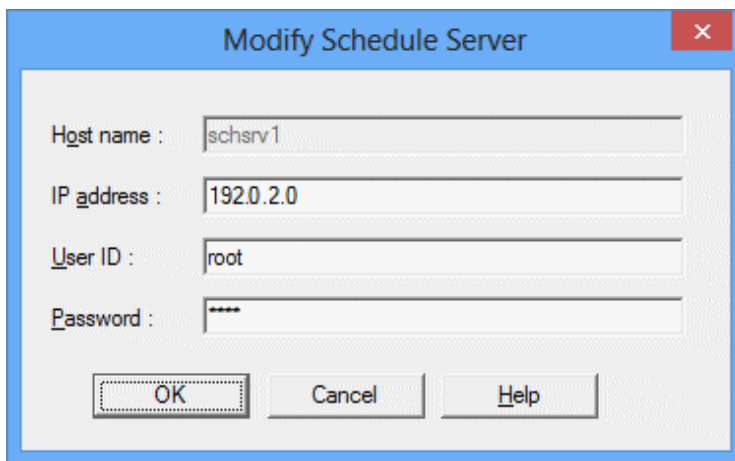 Modify Schedule Server
Host name : schsrv1
IP address : 192.0.2.0
User ID : root
Password : ****
OK Cancel Help